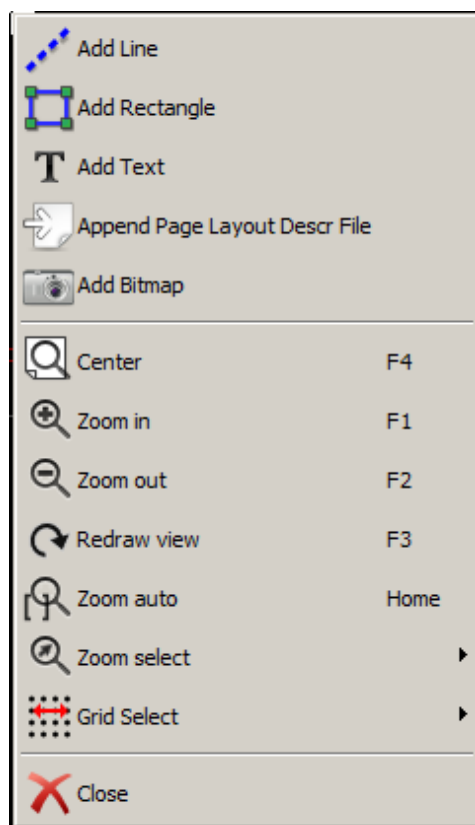 Add Line
Add Rectangle
Add Text
Append Page Layout Descr File
Add Bitmap
Center F4
Zoom in F1
Zoom out F2
Redraw view F3
Zoom auto Home
Zoom select
Grid Select
Close